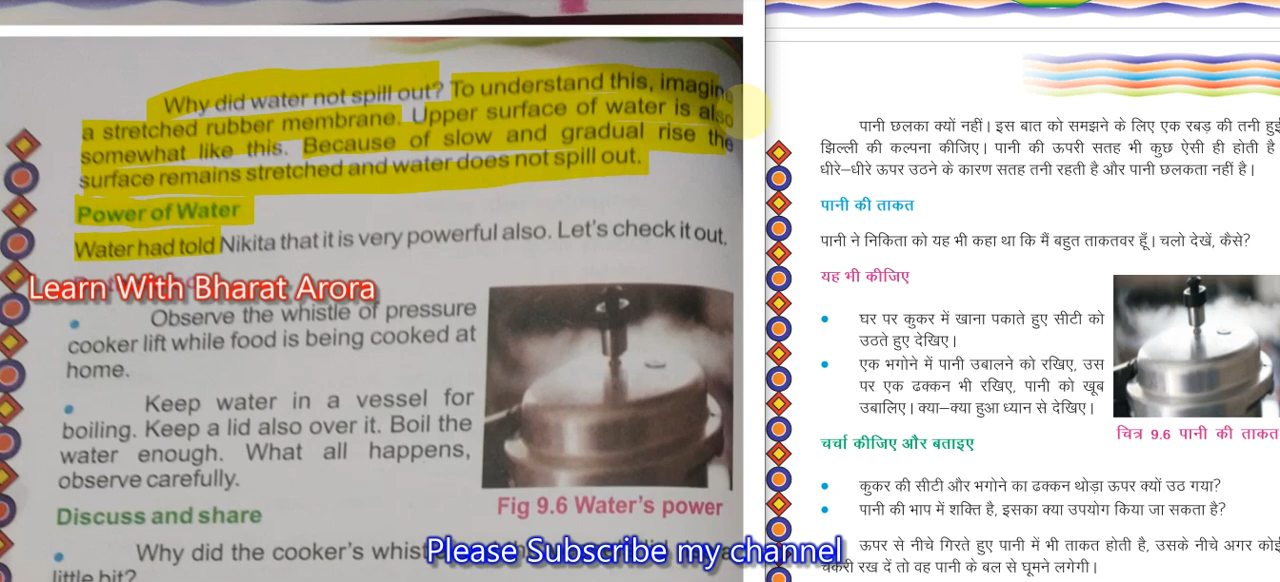 Why did water not spill out? To understand this, imagine
a stretched rubber membrane. Upper surface of water is also
somewhat like this. Because of slow and gradual rise the
surface remains stretched and water does not spill out.
Power of Water
Water had told Nikita that it is very powerful also. Let's check it out.
Learn With Bharat Arora
• Observe the whistle of pressure
cooker lift while food is being cooked at
home.
• Keep water in a vessel for
boiling. Keep a lid also over it. Boil the
water enough. What all happens,
observe carefully.
Fig 9.6 Water's power
Discuss and share
• Why did the cooker's
little bit?
Please Subscribe my channel
पानी छलका क्यों नहीं। इस बात को समझने के लिए एक रबड़ की तनी हुई
झिल्ली की कल्पना कीजिए। पानी की ऊपरी सतह भी कुछ ऐसी ही होती है
धीरे–धीरे ऊपर उठने के कारण सतह तनी रहती है और पानी छलकता नहीं है।
पानी की ताकत
पानी ने निकिता को यह भी कहा था कि मैं बहुत ताकतवर हूँ। चलो देखें, कैसे?
यह भी कीजिए
• घर पर कुकर में खाना पकाते हुए सीटी को
उठते हुए देखिए।
• एक भगोने में पानी उबालने को रखिए, उस
पर एक ढक्कन भी रखिए, पानी को खूब
उबालिए। क्या–क्या हुआ ध्यान से देखिए।
चित्र 9.6 पानी की ताकत
चर्चा कीजिए और बताइए
• कुकर की सीटी और भगोने का ढक्कन थोड़ा ऊपर क्यों उठ गया?
• पानी की भाप में शक्ति है, इसका क्या उपयोग किया जा सकता है?
ऊपर से नीचे गिरते हुए पानी में भी ताकत होती है, उसके नीचे अगर कोई
चकरी रख दें तो वह पानी के बल से घूमने लगेगी।